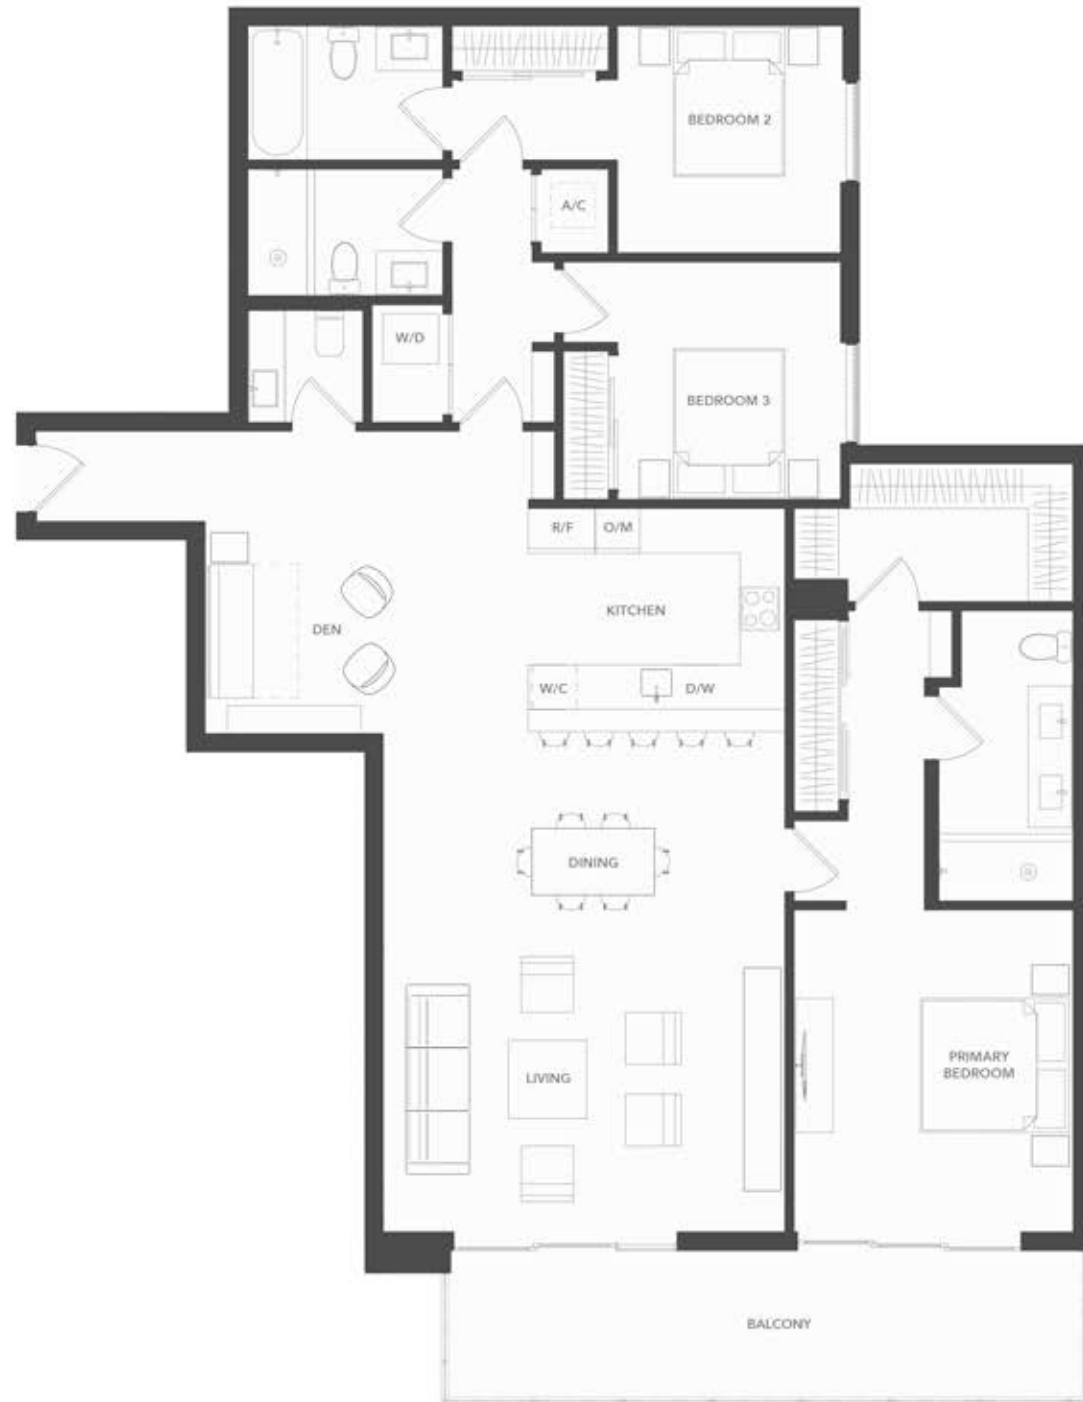 BEDROOM 2
A/C
W/D
BEDROOM 3
R/F
O/M
KITCHEN
DEN
W/C
D/W
DINING
PRIMARY
BEDROOM
LIVING
BALCONY